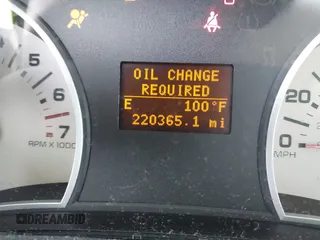 OIL CHANGE
REQUIRED
E 100°F
220365.1 mi
5
6
7
RPM X 1000
20
0
MPH
DREAMBID